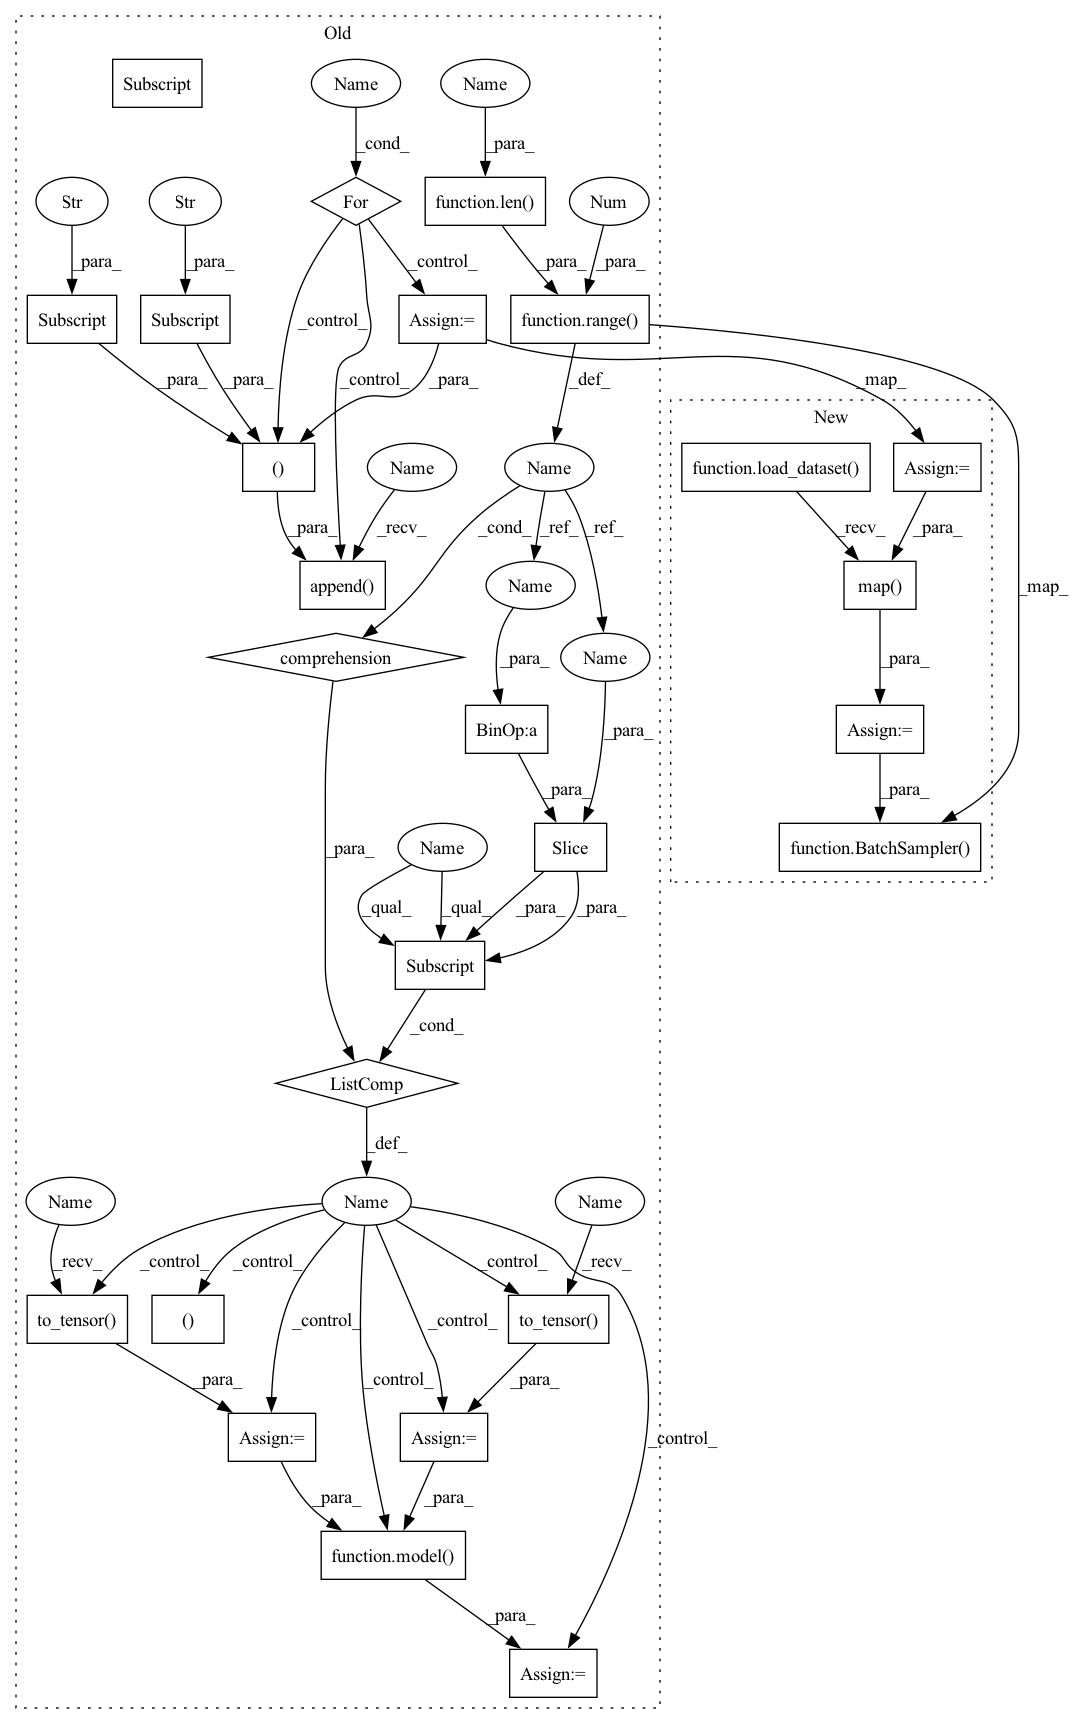 Old
Subscript
Name
Name
_cond_
_para_
Str
Str
For
function.len()
Num
_para_
_para_
_control_
_para_
_para_
Subscript
Subscript
Assign:=
function.range()
_control_
_para_
_para_
_control_
_para_
_def_
_map_
New
()
Name
Name
function.load_dataset()
Assign:=
_para_
_recv_
_cond_
_ref_
_ref_
_recv_
_para_
append()
Name
map()
_map_
comprehension
Name
_para_
_para_
BinOp:a
_para_
Assign:=
_para_
_para_
Name
Slice
function.BatchSampler()
_para_
_qual_
_qual_
_para_
_para_
Subscript
_cond_
ListComp
_def_
Name
Name
Name
_recv_
_control_
_control_
_control_
_recv_
to_tensor()
()
_control_
_control_
to_tensor()
_para_
_control_
_para_
Assign:=
Assign:=
_control_
_para_
_para_
function.model()
_para_
Assign:=